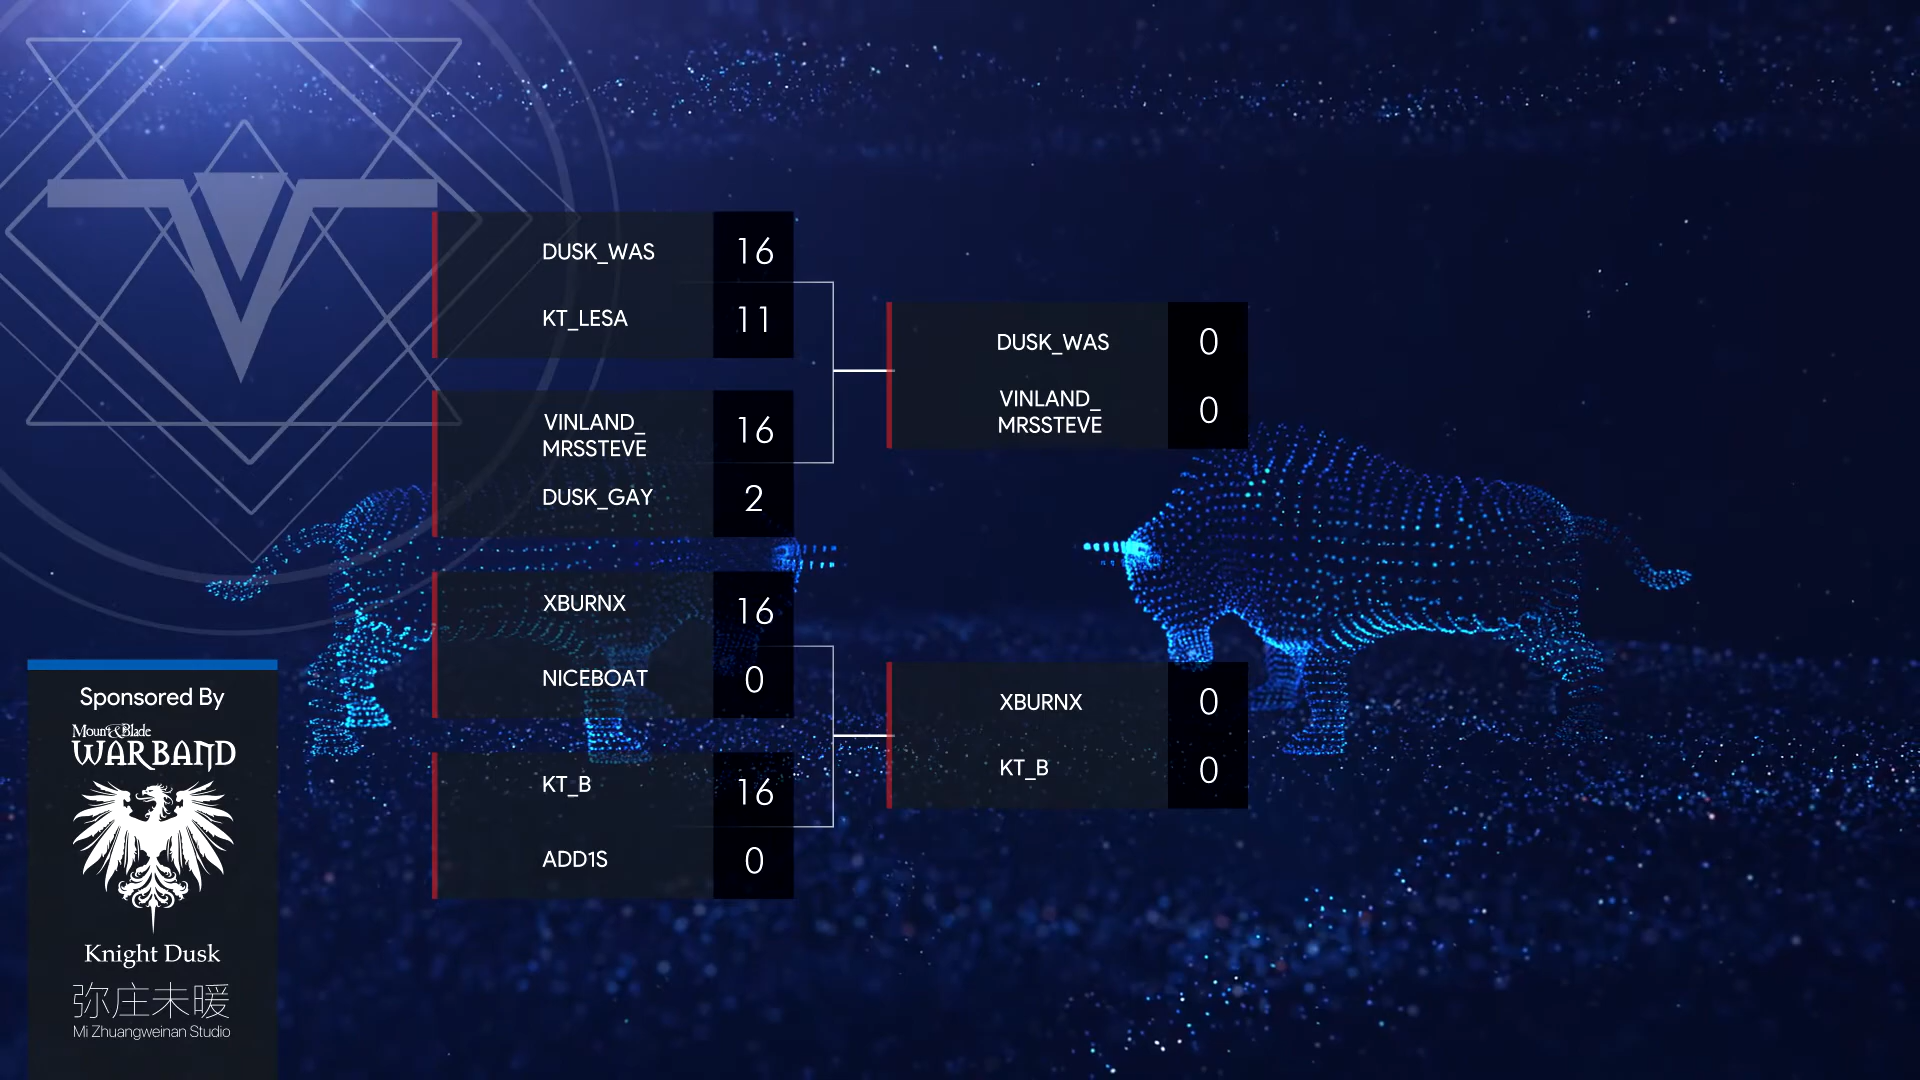 DUSK_WAS 16
KT_LESA 11
VINLAND_
MRSSTEVE 16
DUSK_GAY 2
XBURNX 16
NICEBOAT 0
KT_B 16
ADD1S 0
DUSK_WAS 0
VINLAND_
MRSSTEVE 0
XBURNX 0
KT_B 0
Sponsored By
Mount&Blade
WARBAND
Knight Dusk
弥庄未暖
Mi Zhuangweinan Studio